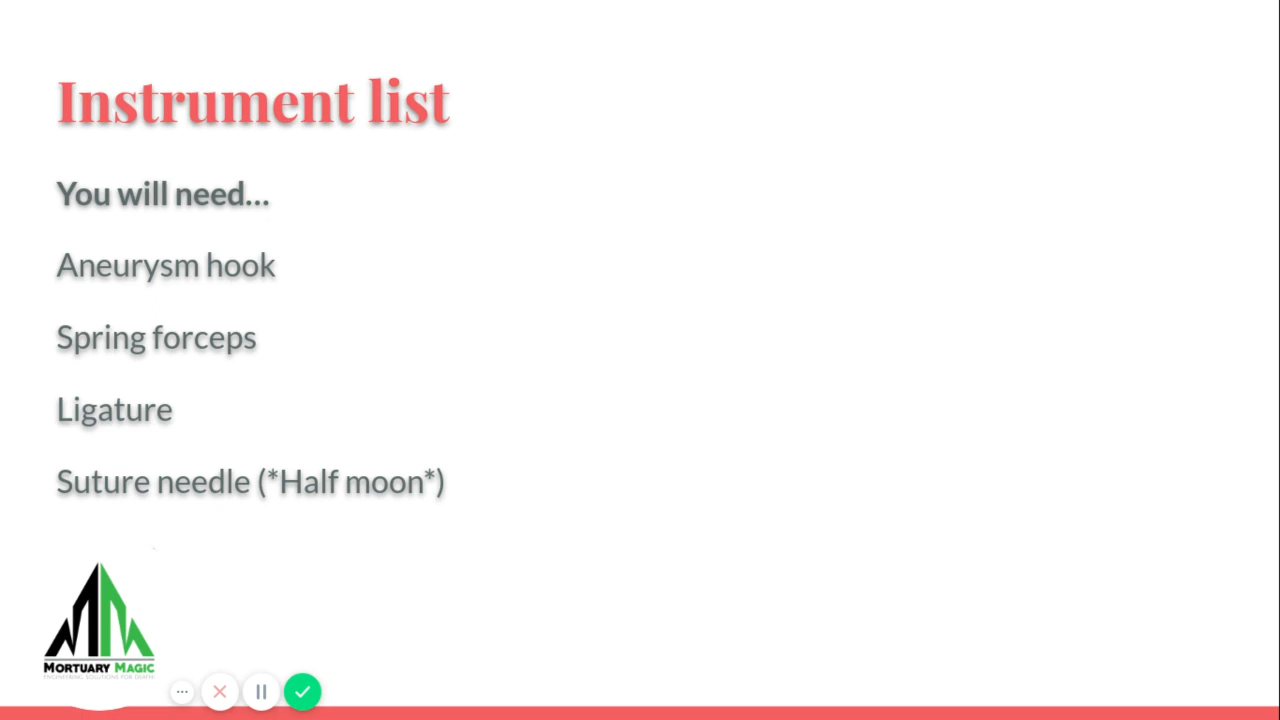 Instrument list
You will need...
Aneurysm hook
Spring forceps
Ligature
Suture needle (*Half moon*)
MORTUARY MAGIC
ENGINEERING SOLUTIONS FOR DEATH